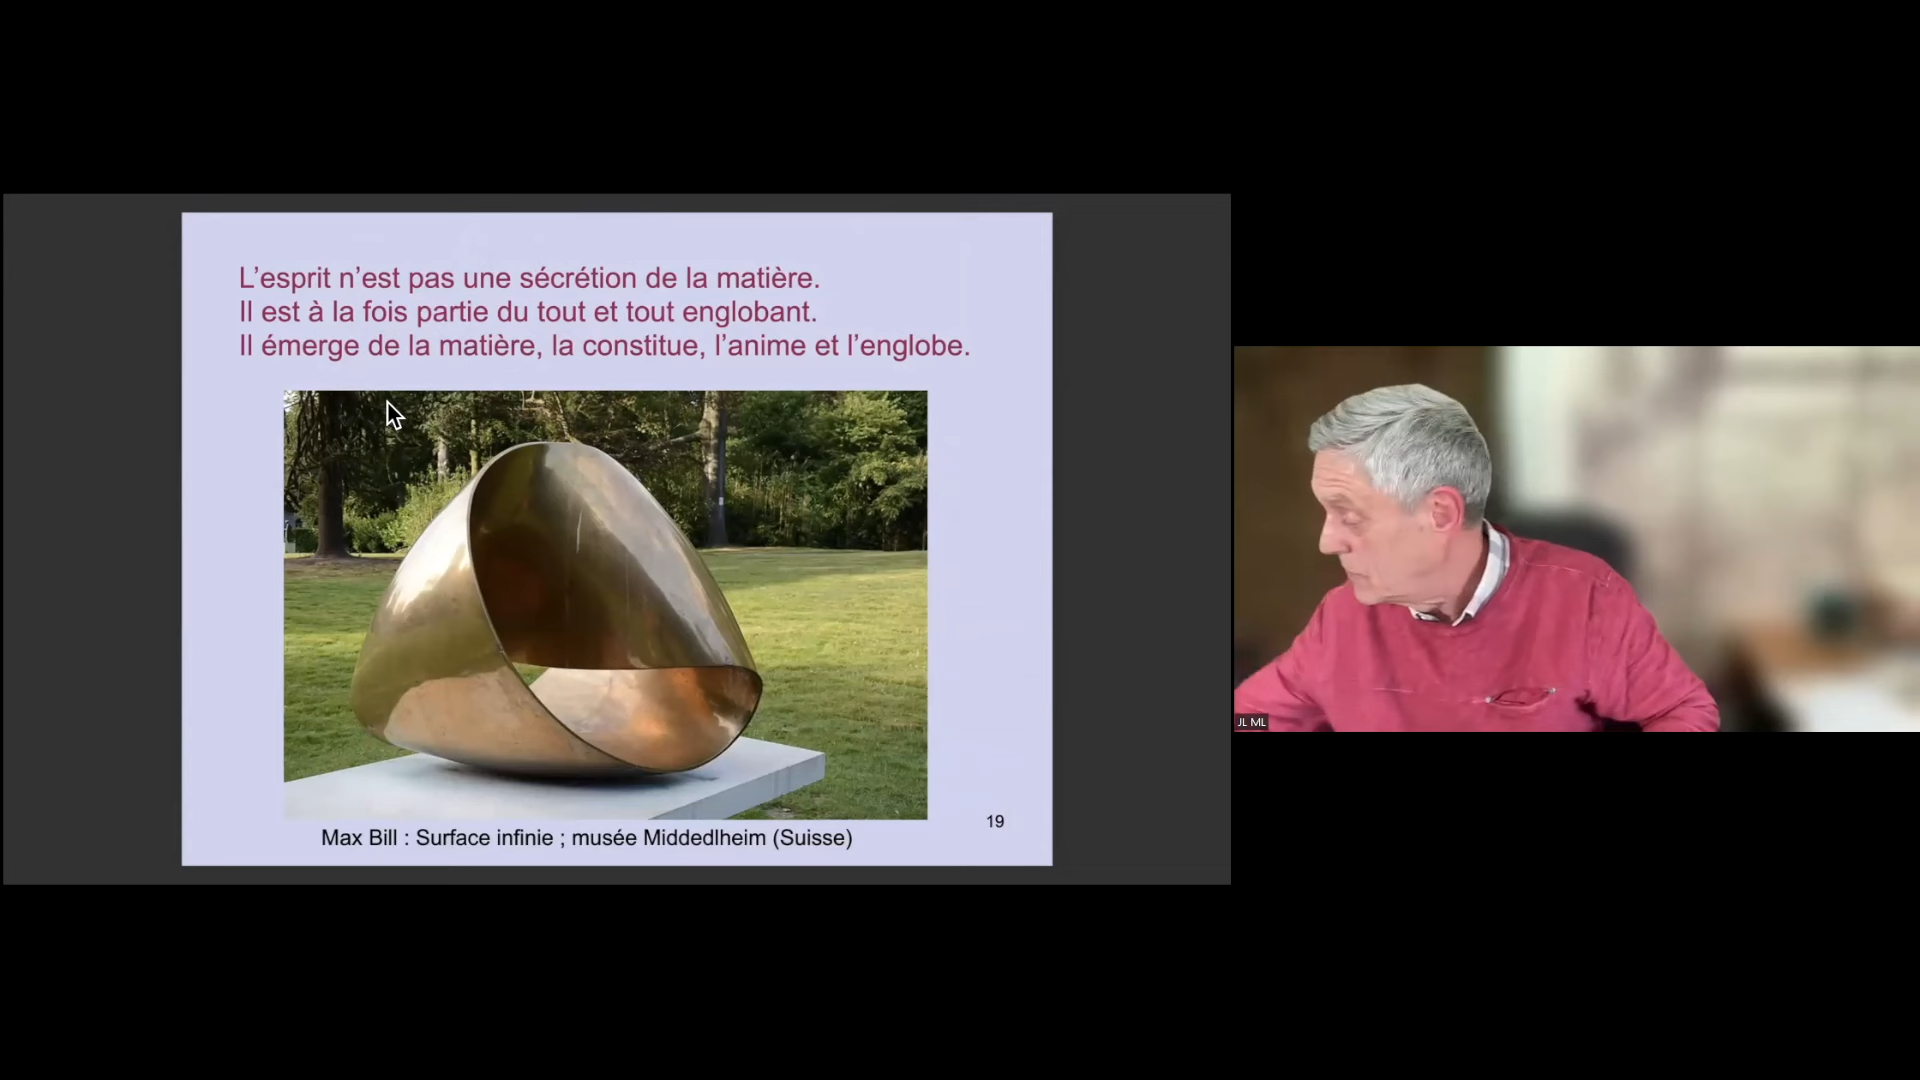 L’esprit n’est pas une sécrétion de la matière.
Il est à la fois partie du tout et tout englobant.
Il émerge de la matière, la constitue, l’anime et l’englobe.
Max Bill : Surface infinie ; musée Middedlheim (Suisse)
19
JL ML